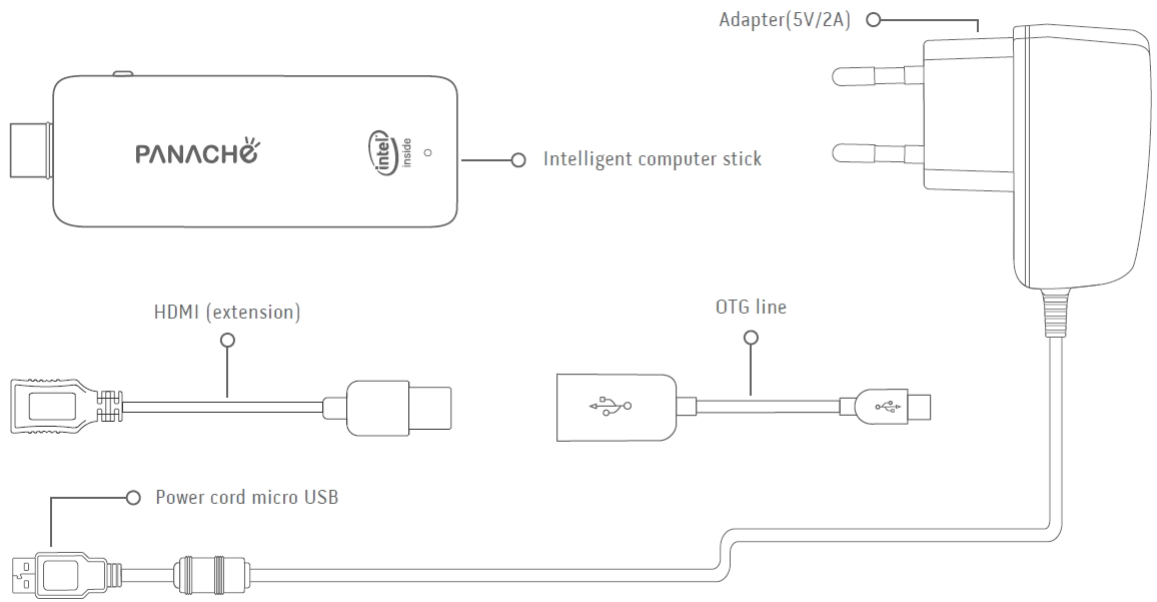 Adapter(5V/2A)
PANACHE
intel
inside
Intelligent computer stick
HDMI (extension)
OTG line
Power cord micro USB